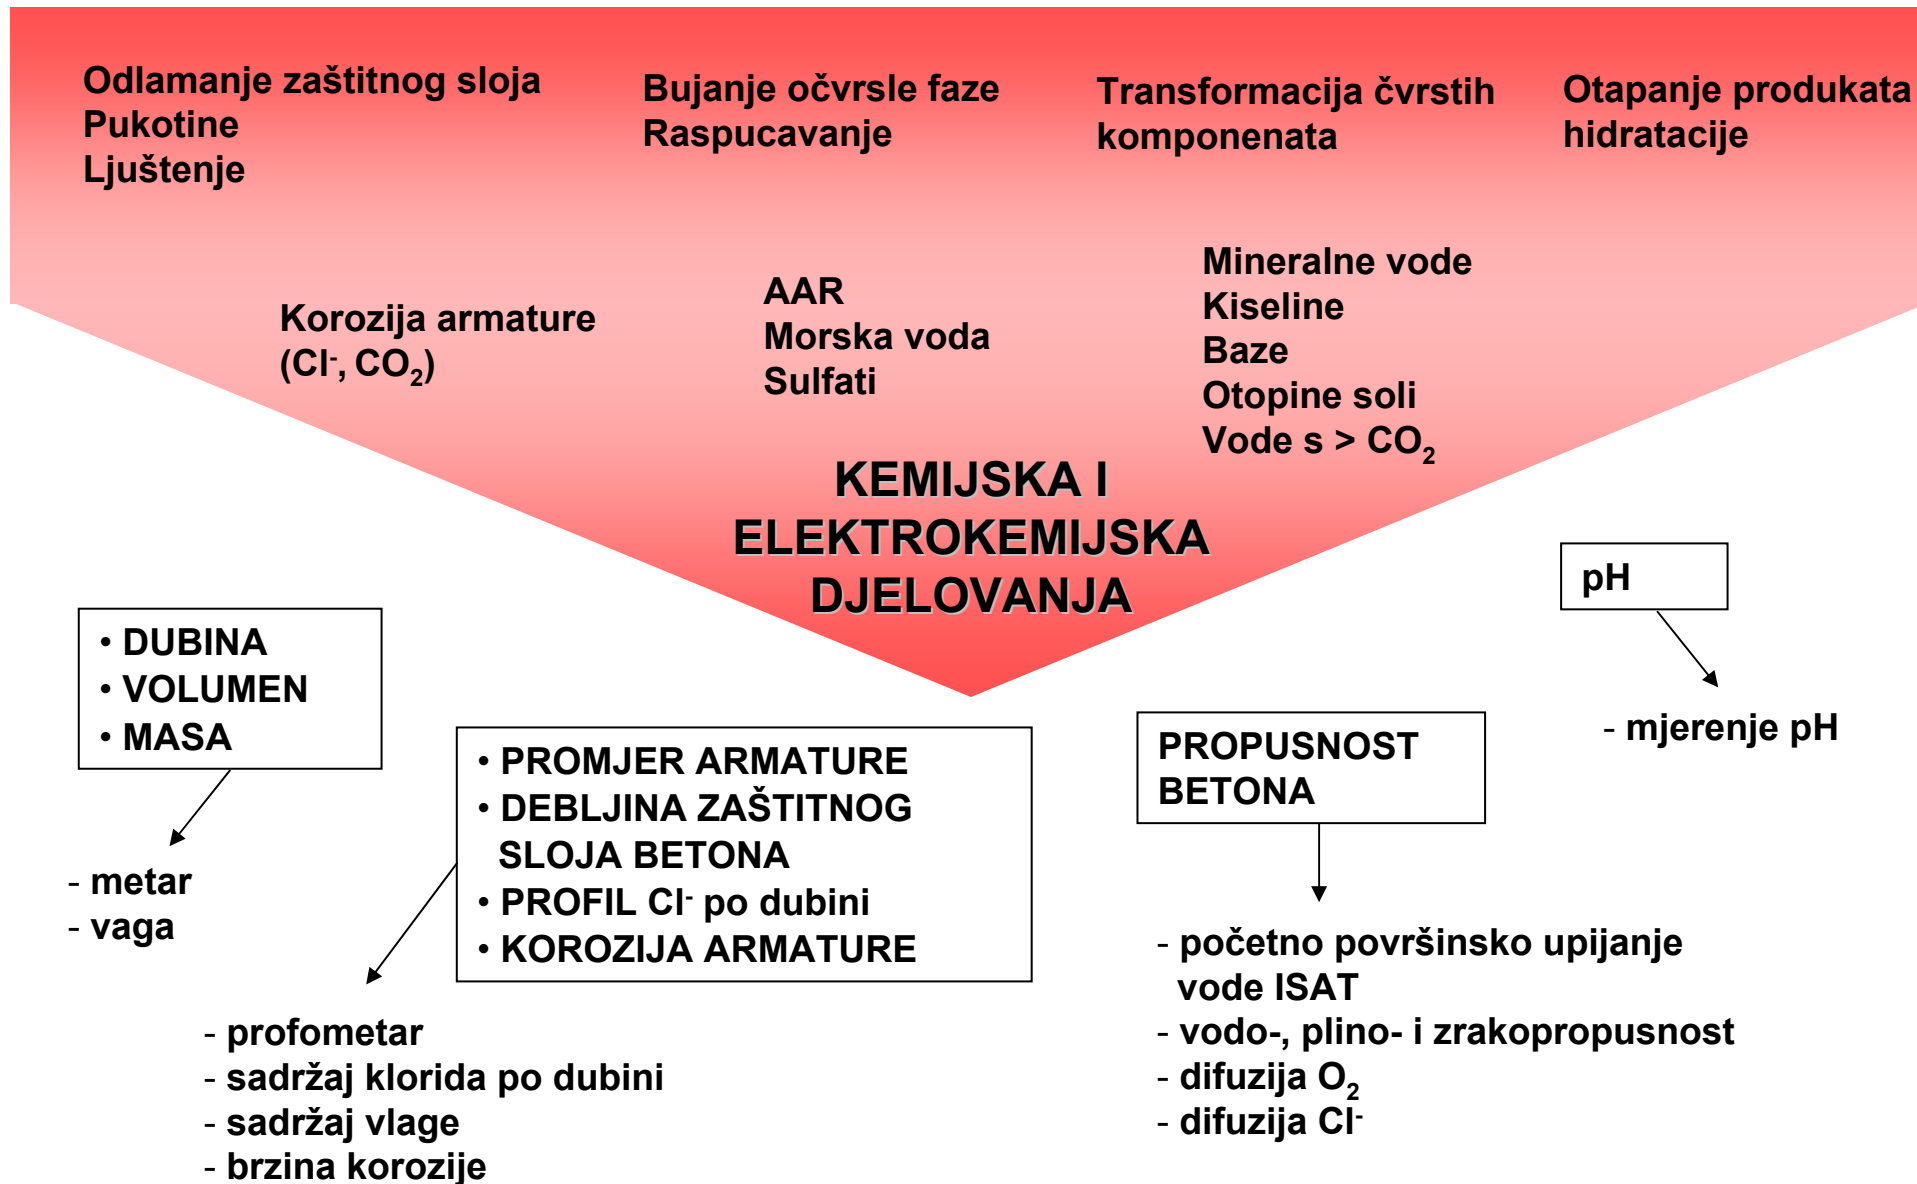 Odlamanje zaštitnog sloja
Pukotine
Ljuštenje
Bujanje očvrsle faze
Raspucavanje
Transformacija čvrstih
komponenata
Otapanje produkata
hidratacije
Korozija armature
(Cl⁻, CO₂)
AAR
Morska voda
Sulfati
Mineralne vode
Kiseline
Baze
Otopine soli
Vode s > CO₂
KEMIJSKA I
ELEKTROKEMIJSKA
DJELOVANJA
• DUBINA
• VOLUMEN
• MASA
- metar
- vaga
• PROMJER ARMATURE
• DEBLJINA ZAŠTITNOG
SLOJA BETONA
• PROFIL Cl⁻ po dubini
• KOROZIJA ARMATURE
- profometar
- sadržaj klorida po dubini
- sadržaj vlage
- brzina korozije
PROPUSNOST
BETONA
- početno površinsko upijanje
vode ISAT
- vodo-, plino- i zrakopropusnost
- difuzija O₂
- difuzija Cl⁻
pH
- mjerenje pH